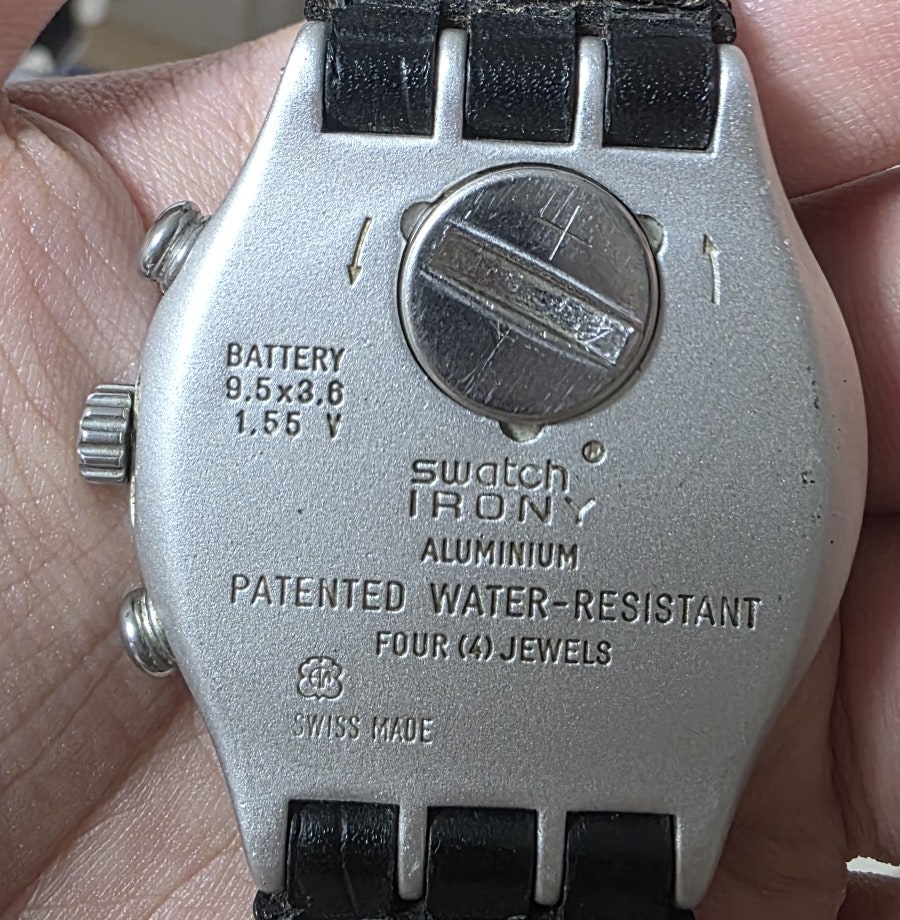 BATTERY
9.5x3.6
1.55 V
swatch®
IRONY
ALUMINIUM
PATENTED WATER-RESISTANT
FOUR (4) JEWELS
SWISS MADE